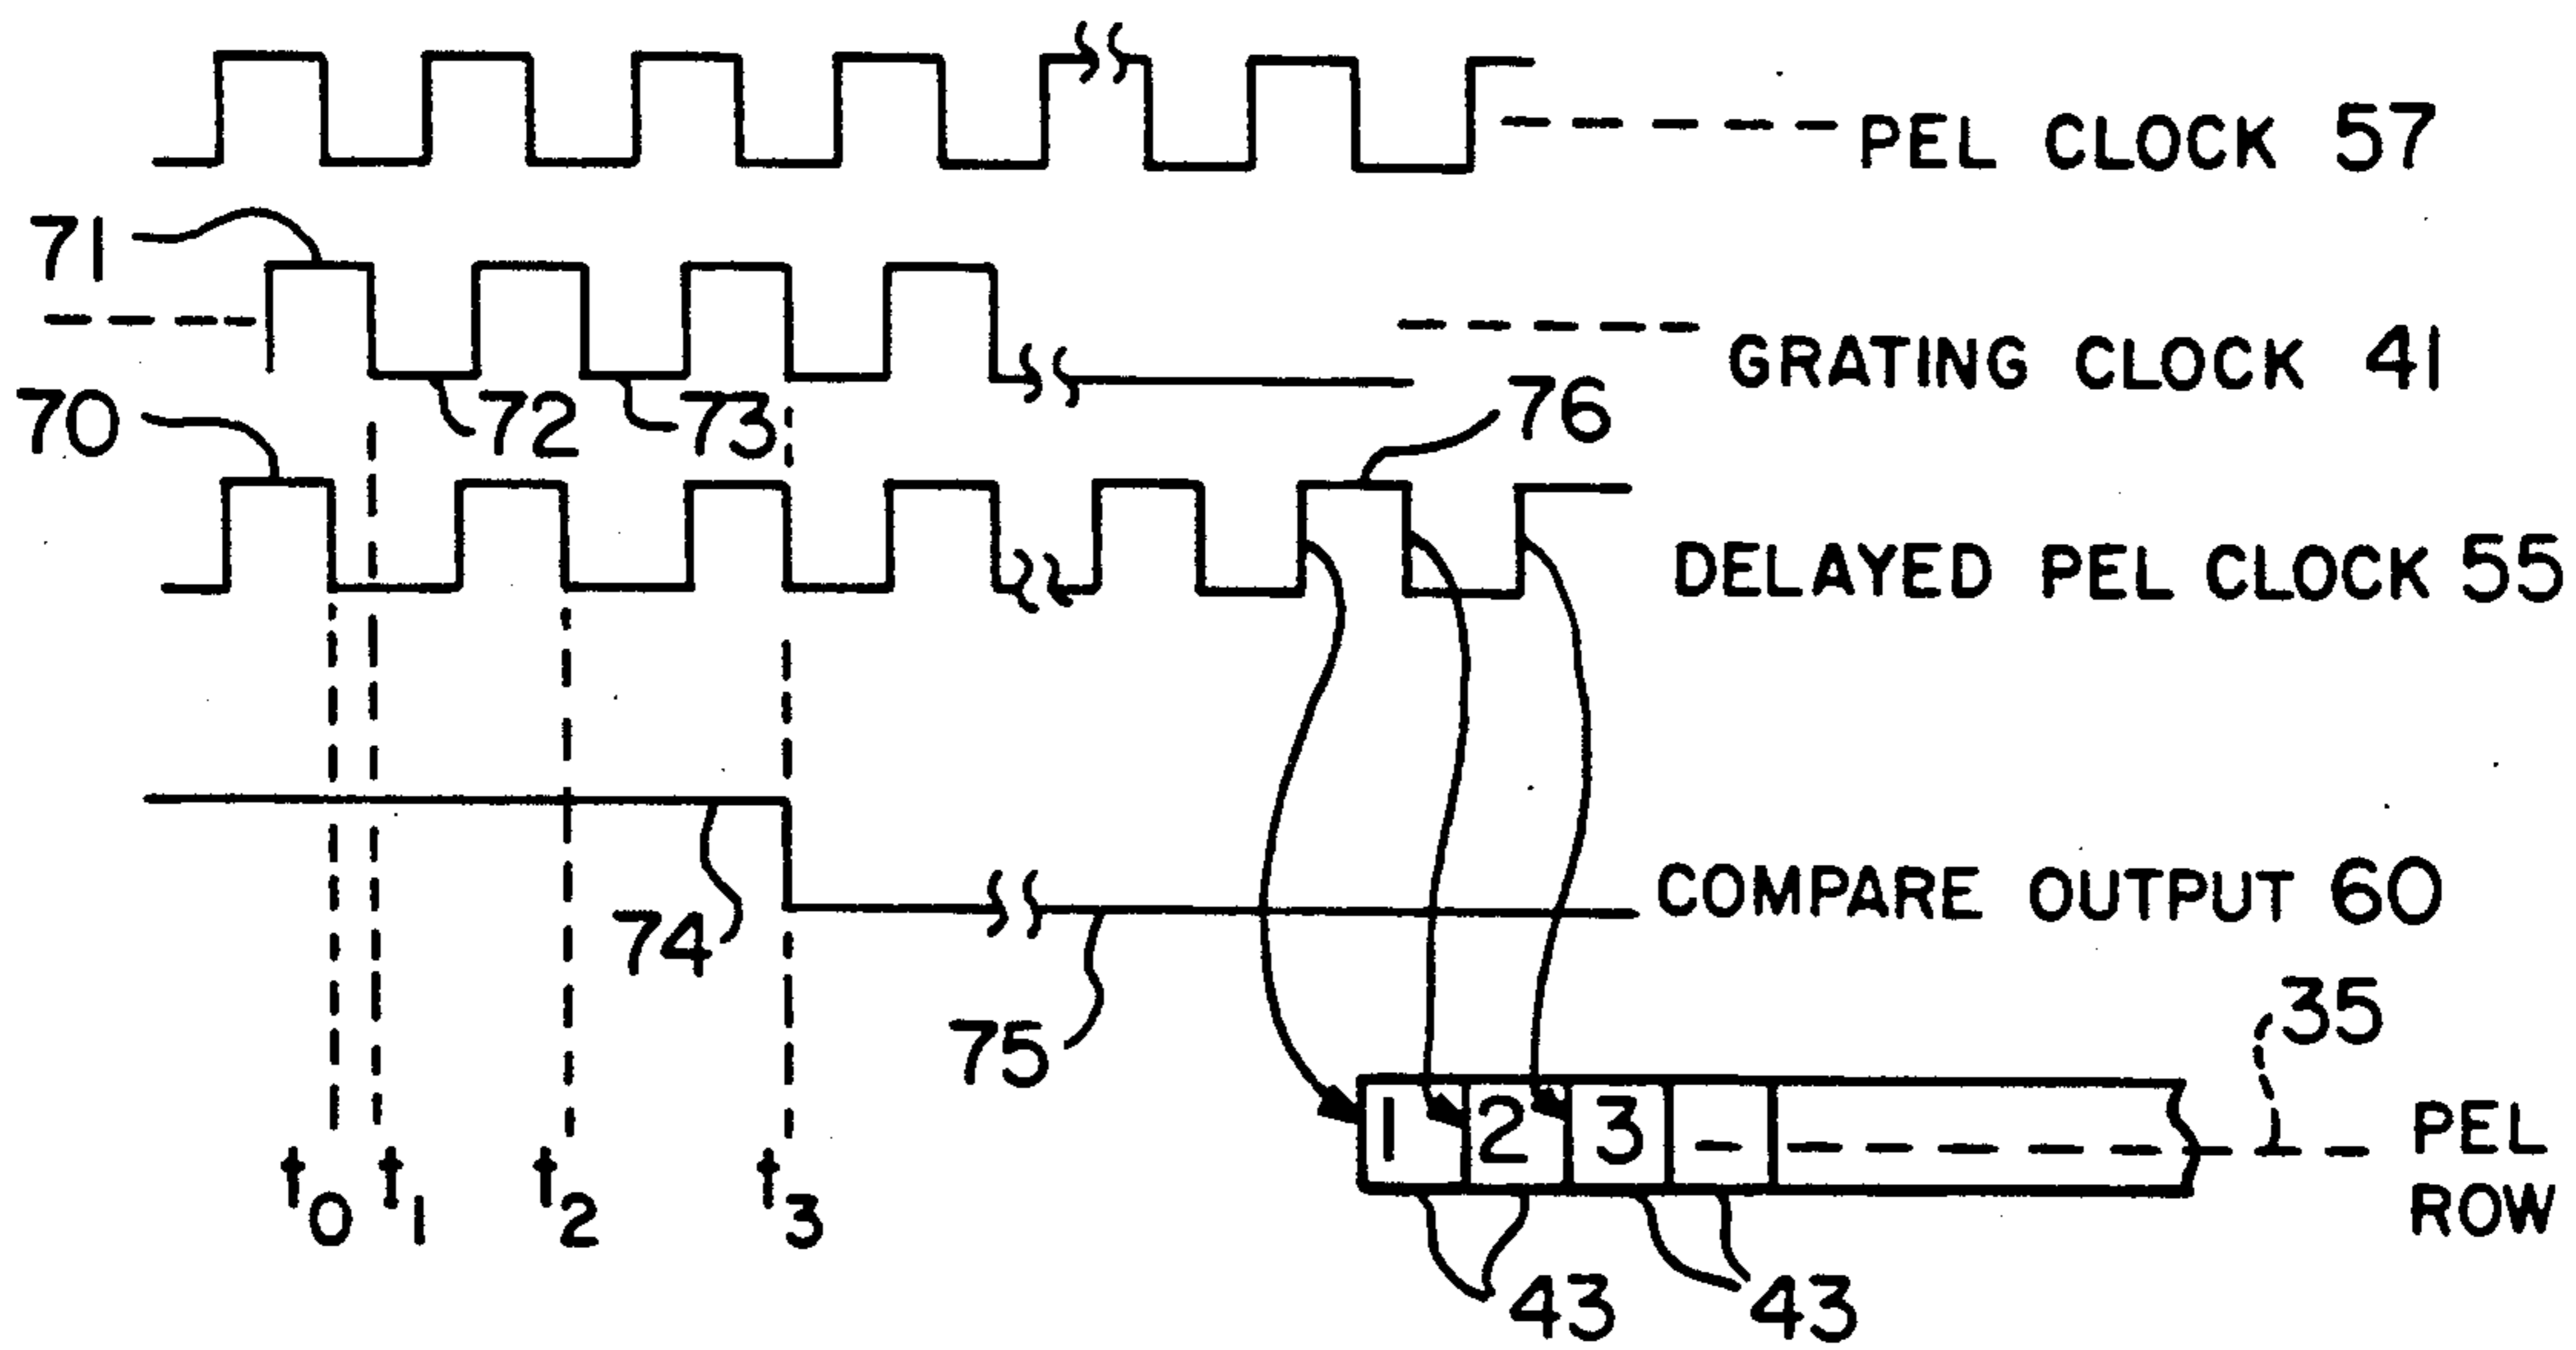 PEL CLOCK 57
71
GRATING CLOCK 41
72
73
76
70
DELAYED PEL CLOCK 55
74
COMPARE OUTPUT 60
75
35
1 2 3
PEL
ROW
t0 t1 t2 t3
43 43